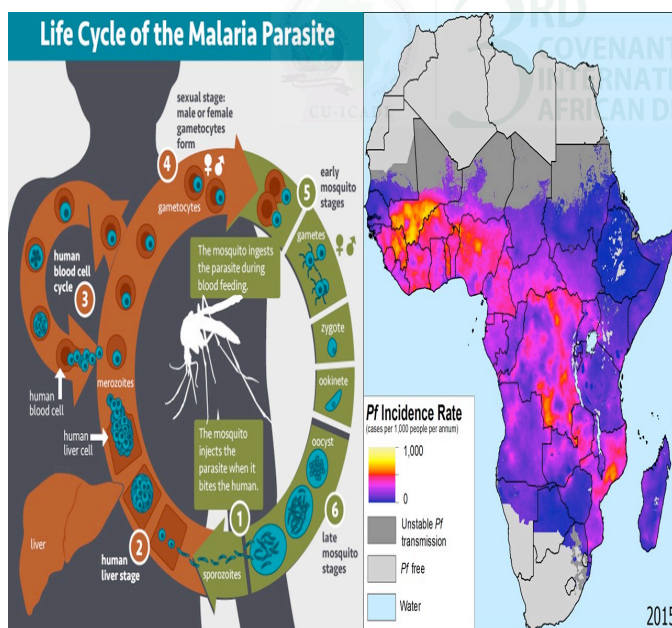 3RD
COVENANT
INTERNAT
AFRICAN D
CU-ICAD
Life Cycle of the Malaria Parasite
sexual stage:
male or female
gametocytes
form
4
gametocytes
early
mosquito
stages
5
gametes
The mosquito ingests
the parasite during
blood feeding.
human
blood cell
cycle
3
zygote
ookinete
merozoites
human
blood cell
human
liver cell
The mosquito
injects the
parasite when it
bites the human.
oocyst
1
6
late
mosquito
stages
liver
2
human
liver stage
sporozoites
Pf Incidence Rate
(cases per 1,000 people per annum)
1,000
0
Unstable Pf
transmission
Pf free
Water
2015